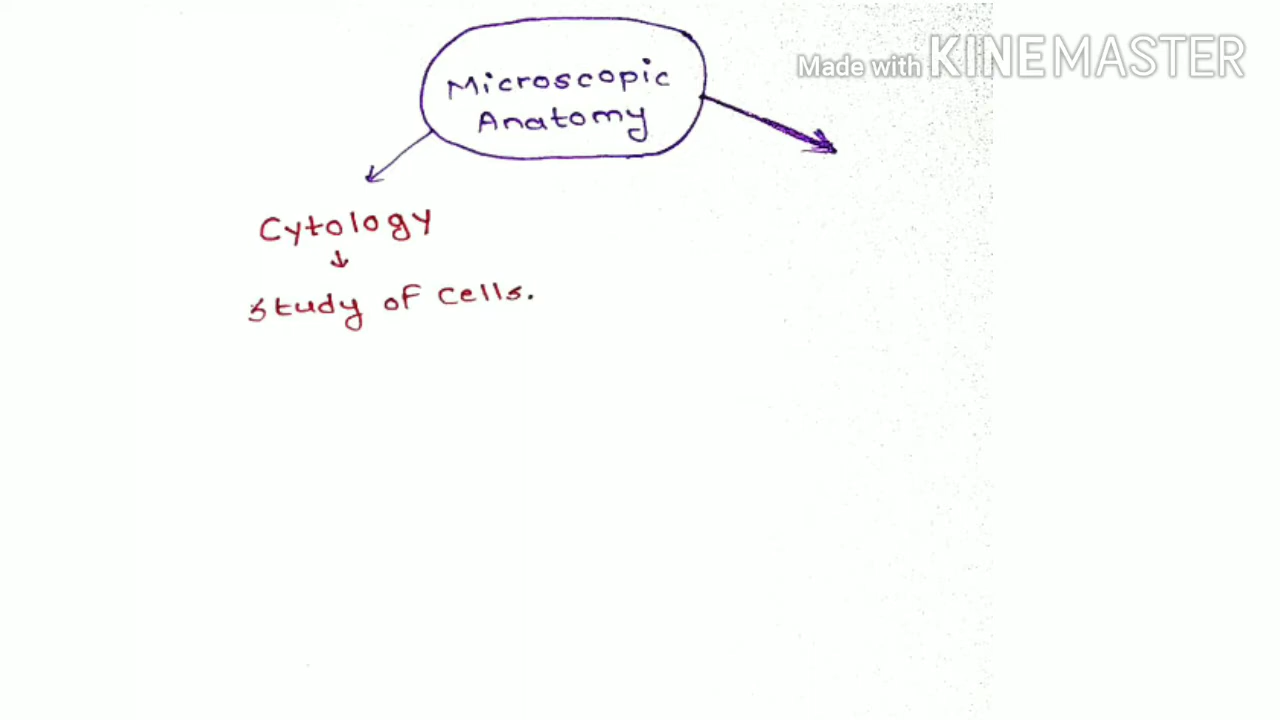 Made with KINEMASTER
Microscopic
Anatomy
Cytology
Study of cells.